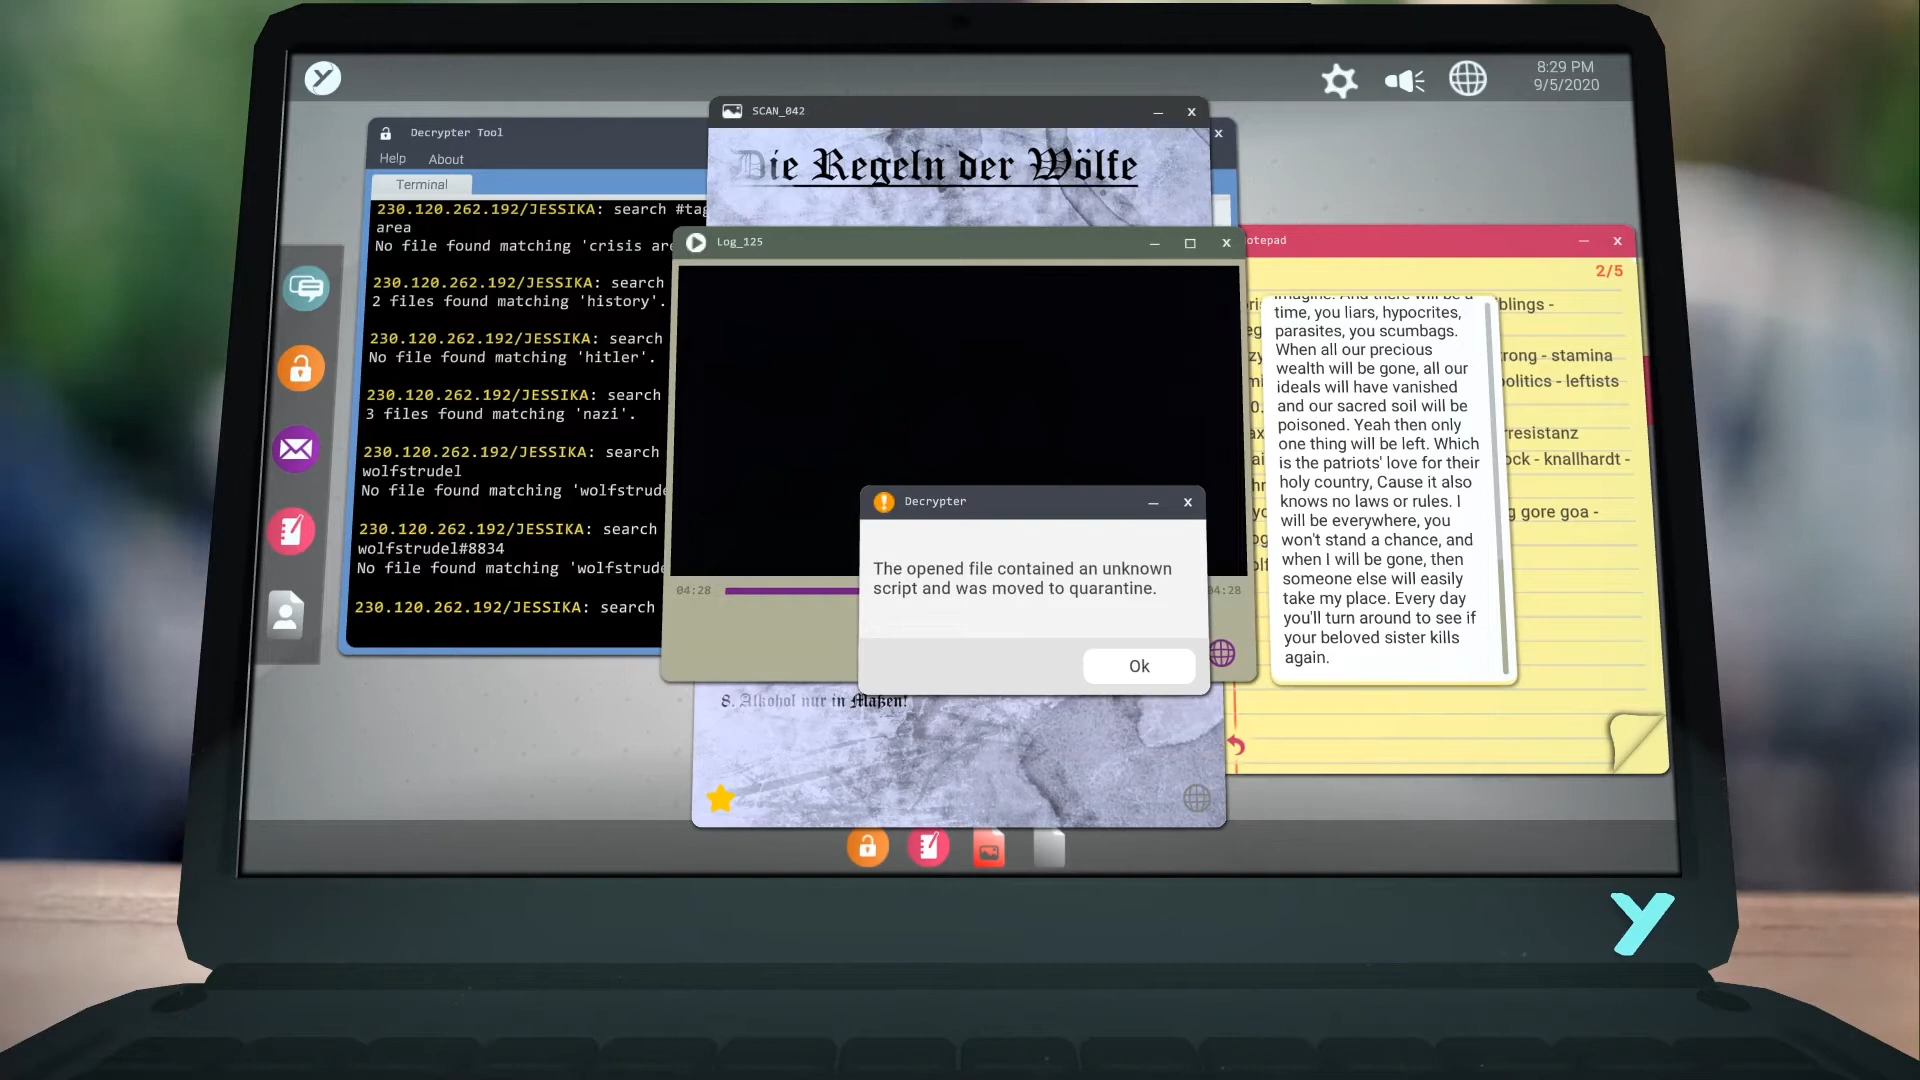 8:29 PM
9/5/2020
SCAN_042
Die Regeln der Wölfe
8. Alkohol nur in Maßen!
Decrypter Tool
Help About
Terminal
230.120.262.192/JESSIKA: search #tag
area
No file found matching 'crisis are
230.120.262.192/JESSIKA: search
2 files found matching 'history'.
230.120.262.192/JESSIKA: search
No file found matching 'hitler'.
230.120.262.192/JESSIKA: search
3 files found matching 'nazi'.
230.120.262.192/JESSIKA: search
wolfstrudel
No file found matching 'wolfstrude
230.120.262.192/JESSIKA: search
wolfstrudel#8834
No file found matching 'wolfstrude
230.120.262.192/JESSIKA: search
Log_125
04:28
04:28
Decrypter
The opened file contained an unknown
script and was moved to quarantine.
Ok
otepad
2/5
blings -
rong - stamina
politics - leftists
rresistanz
ock - knallhardt -
g gore goa -
imagine. And there will be a
time, you liars, hypocrites,
parasites, you scumbags.
When all our precious
wealth will be gone, all our
ideals will have vanished
and our sacred soil will be
poisoned. Yeah then only
one thing will be left. Which
is the patriots' love for their
holy country, Cause it also
knows no laws or rules. I
will be everywhere, you
won't stand a chance, and
when I will be gone, then
someone else will easily
take my place. Every day
you'll turn around to see if
your beloved sister kills
again.